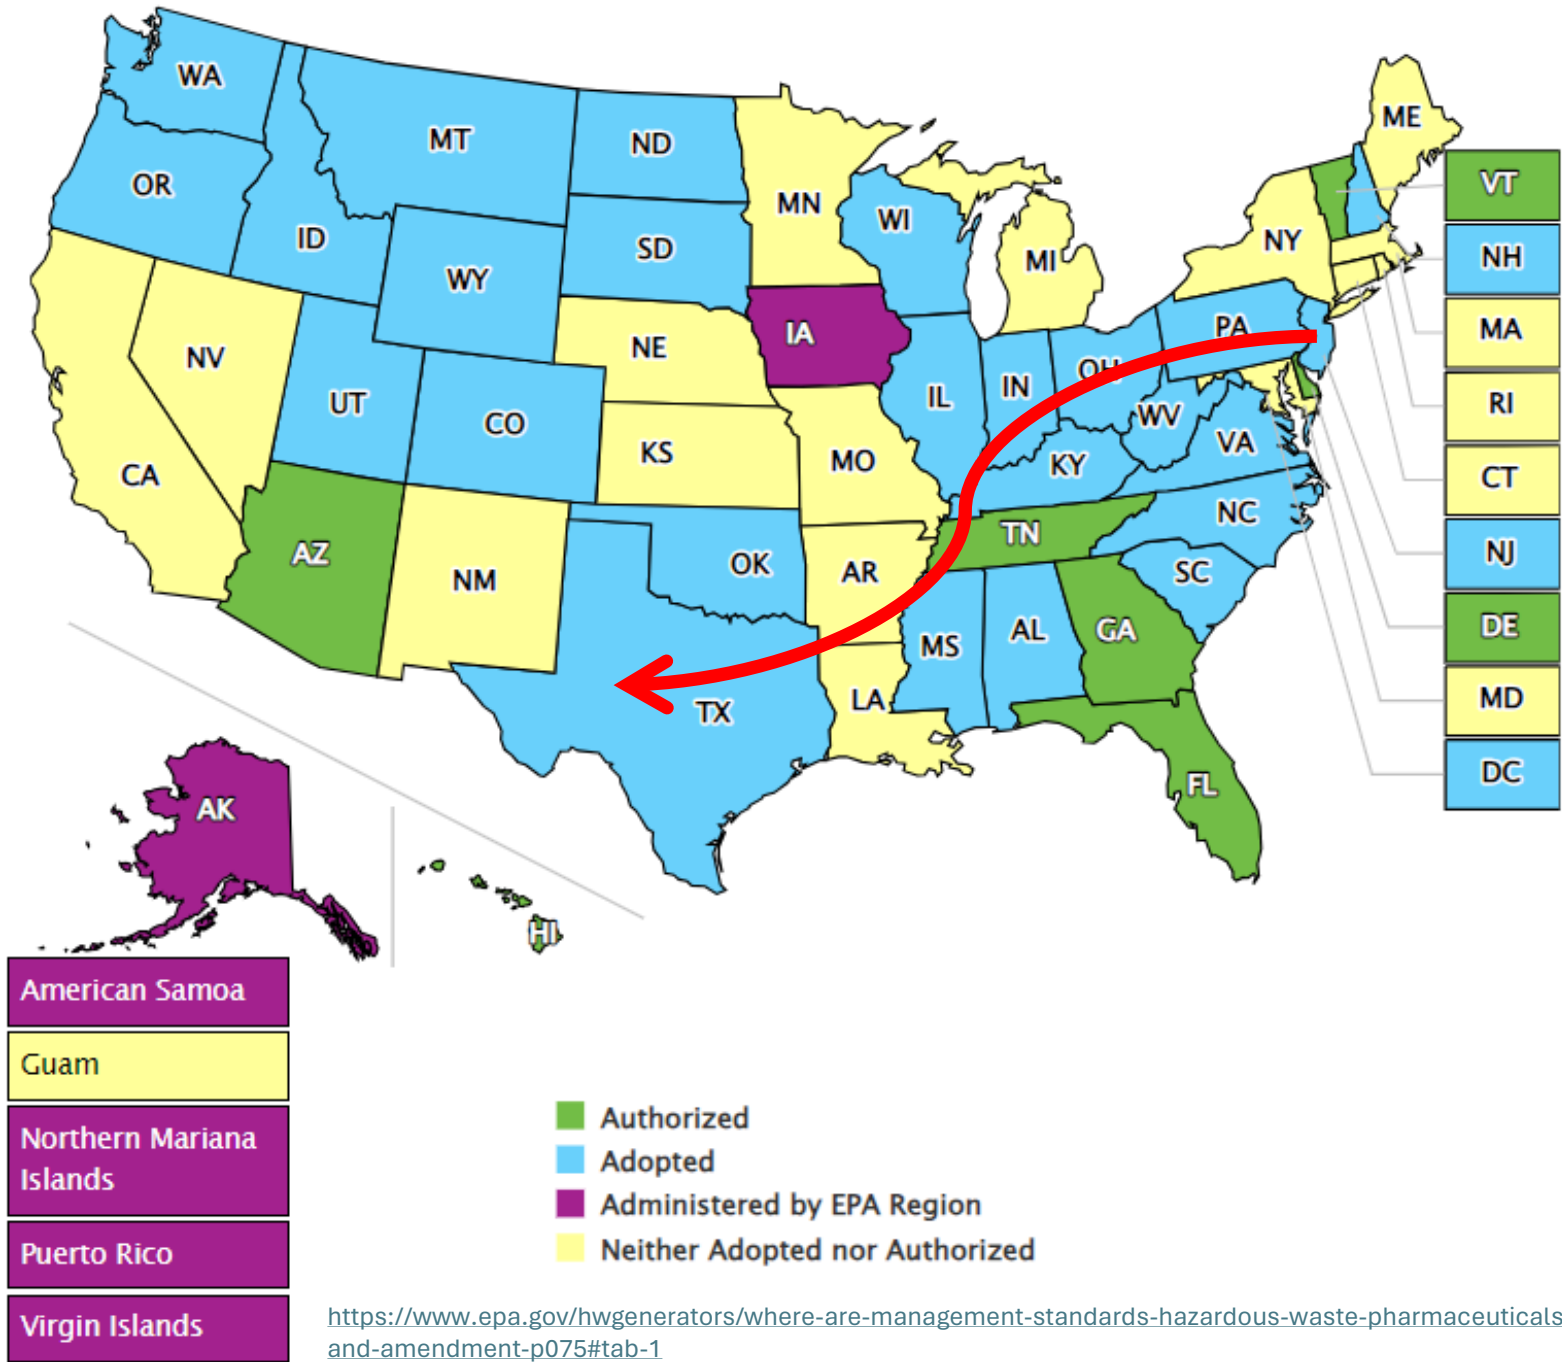 WA
MT
ND
MN
ME
OR
ID
SD
WI
MI
NY
VT
WY
NH
IA
PA
MA
NV
NE
OH
RI
UT
CO
IL
IN
WV
VA
CT
CA
KS
MO
KY
NJ
AZ
NM
OK
AR
TN
NC
SC
DE
MS
AL
GA
MD
TX
LA
DC
FL
AK
HI
American Samoa
Guam
Northern Mariana
Islands
Puerto Rico
Virgin Islands
Authorized
Adopted
Administered by EPA Region
Neither Adopted nor Authorized
https://www.epa.gov/hwgenerators/where-are-management-standards-hazardous-waste-pharmaceuticals
and-amendment-p075#tab-1